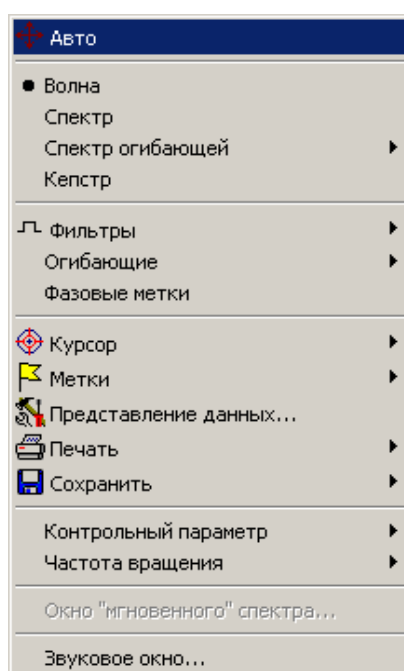 Авто
Волна
Спектр
Спектр огибающей
Кепстр
Фильтры
Огибающие
Фазовые метки
Курсор
Метки
Представление данных...
Печать
Сохранить
Контрольный параметр
Частота вращения
Окно "мгновенного" спектра...
Звуковое окно...